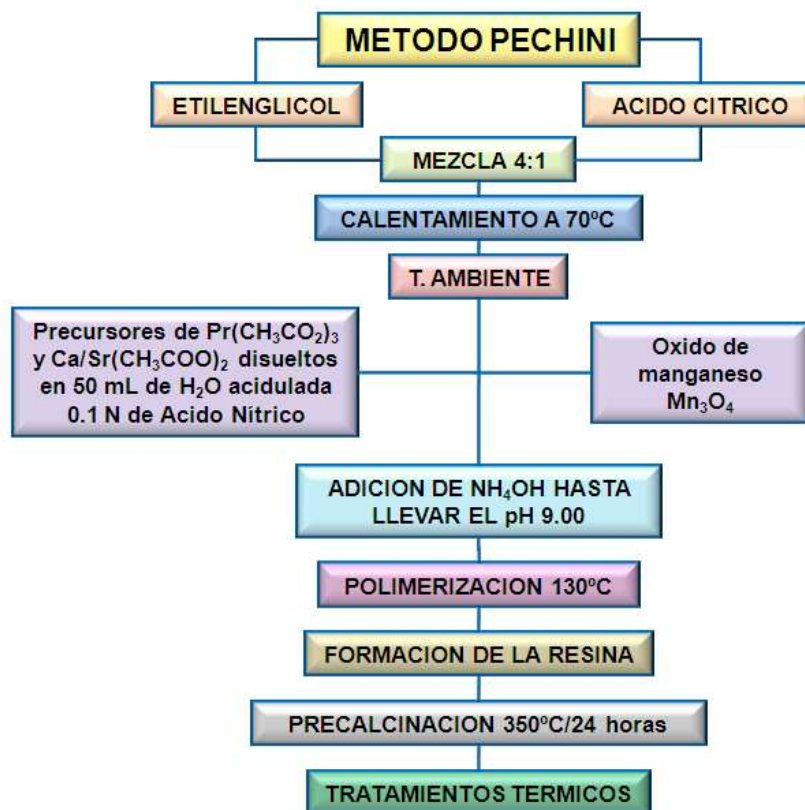 METODO PECHINI
ETILENGLICOL
ACIDO CITRICO
MEZCLA 4:1
CALENTAMIENTO A 70ºC
T. AMBIENTE
Precursores de Pr(CH₃CO₂)₃
y Ca/Sr(CH₃COO)₂ disueltos
en 50 mL de H₂O acidulada
0.1 N de Acido Nítrico
Oxido de
manganeso
Mn₃O₄
ADICION DE NH₄OH HASTA
LLEVAR EL pH 9.00
POLIMERIZACION 130ºC
FORMACION DE LA RESINA
PRECALCINACION 350ºC/24 horas
TRATAMIENTOS TERMICOS